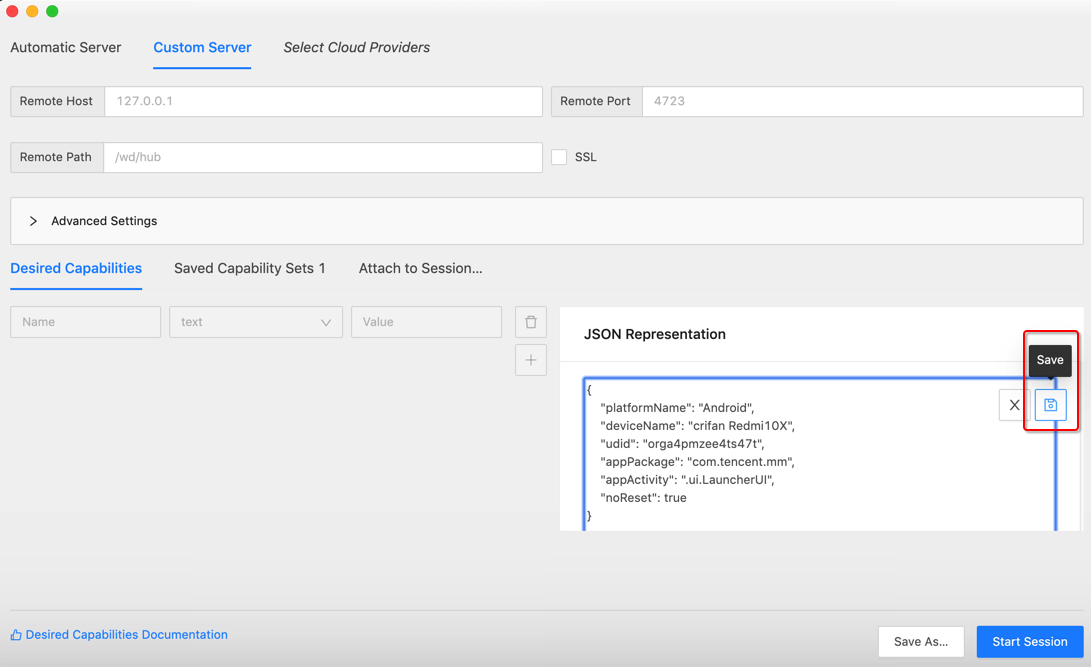 Automatic Server
Custom Server
Select Cloud Providers
Remote Host
127.0.0.1
Remote Port
4723
Remote Path
/wd/hub
SSL
Advanced Settings
Desired Capabilities
Saved Capability Sets 1
Attach to Session...
Name
text
Value
JSON Representation
Save
{
"platformName": "Android",
"deviceName": "crifan Redmi10X",
"udid": "orga4pmzee4ts47t",
"appPackage": "com.tencent.mm",
"appActivity": ".ui.LauncherUI",
"noReset": true
}
X
Desired Capabilities Documentation
Save As...
Start Session